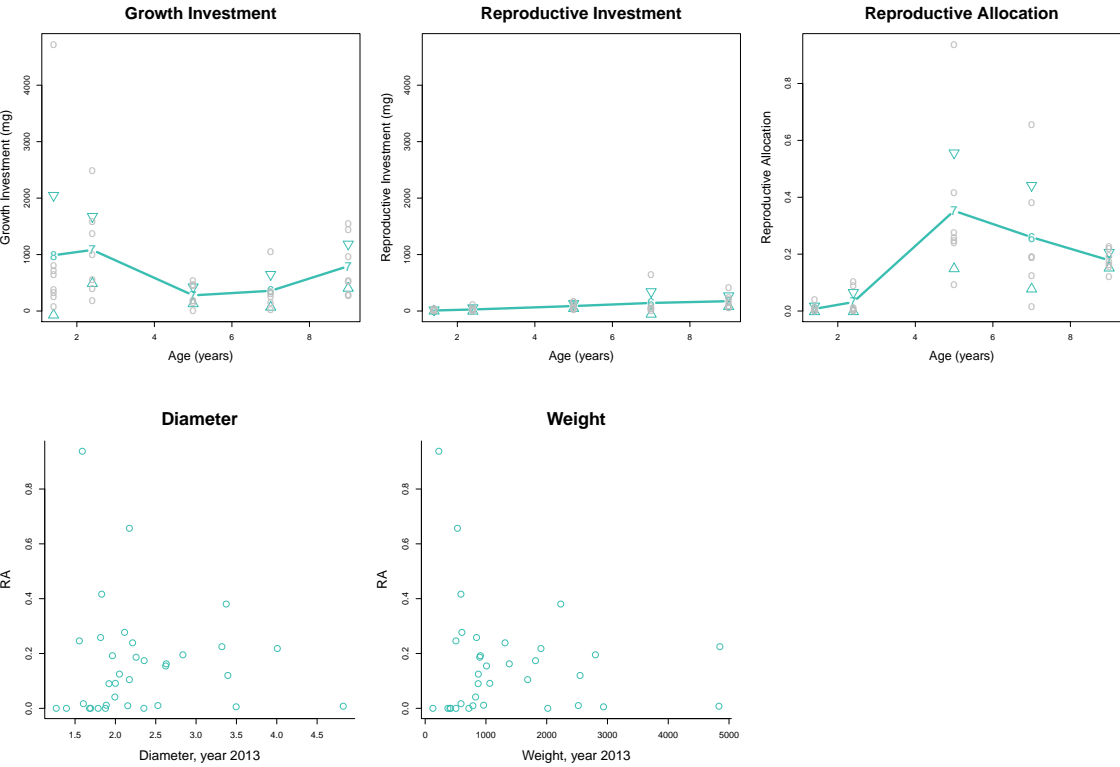 Growth Investment
Growth Investment (mg)
4000
3000
2000
1000
0
8
7
7
2 4 6 8
Age (years)
Reproductive Investment
Reproductive Investment (mg)
4000
3000
2000
1000
0
2 4 6 8
Age (years)
Reproductive Allocation
Reproductive Allocation
0.8
0.6
0.4
0.2
0.0
7
6
2 4 6 8
Age (years)
Diameter
RA
0.8
0.6
0.4
0.2
0.0
1.5 2.0 2.5 3.0 3.5 4.0 4.5
Diameter, year 2013
Weight
RA
0.8
0.6
0.4
0.2
0.0
0 1000 2000 3000 4000 5000
Weight, year 2013